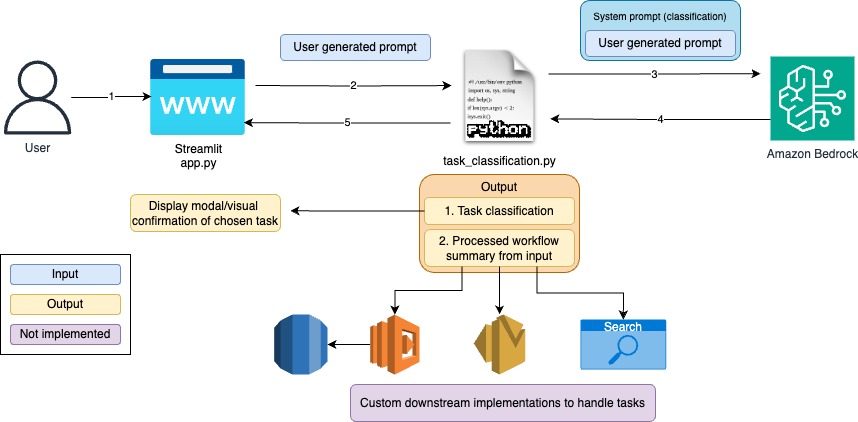 System prompt (classification)
User generated prompt
User generated prompt
1
2
3
4
5
WWW
#! /usr/bin/env python
import os, sys, string
def help():
if len(sys.argv) < 2:
sys.exit()
python
User
Streamlit
app.py
task_classification.py
Amazon Bedrock
Output
1. Task classification
2. Processed workflow
summary from input
Display modal/visual
confirmation of chosen task
Input
Output
Not implemented
Search
Custom downstream implementations to handle tasks